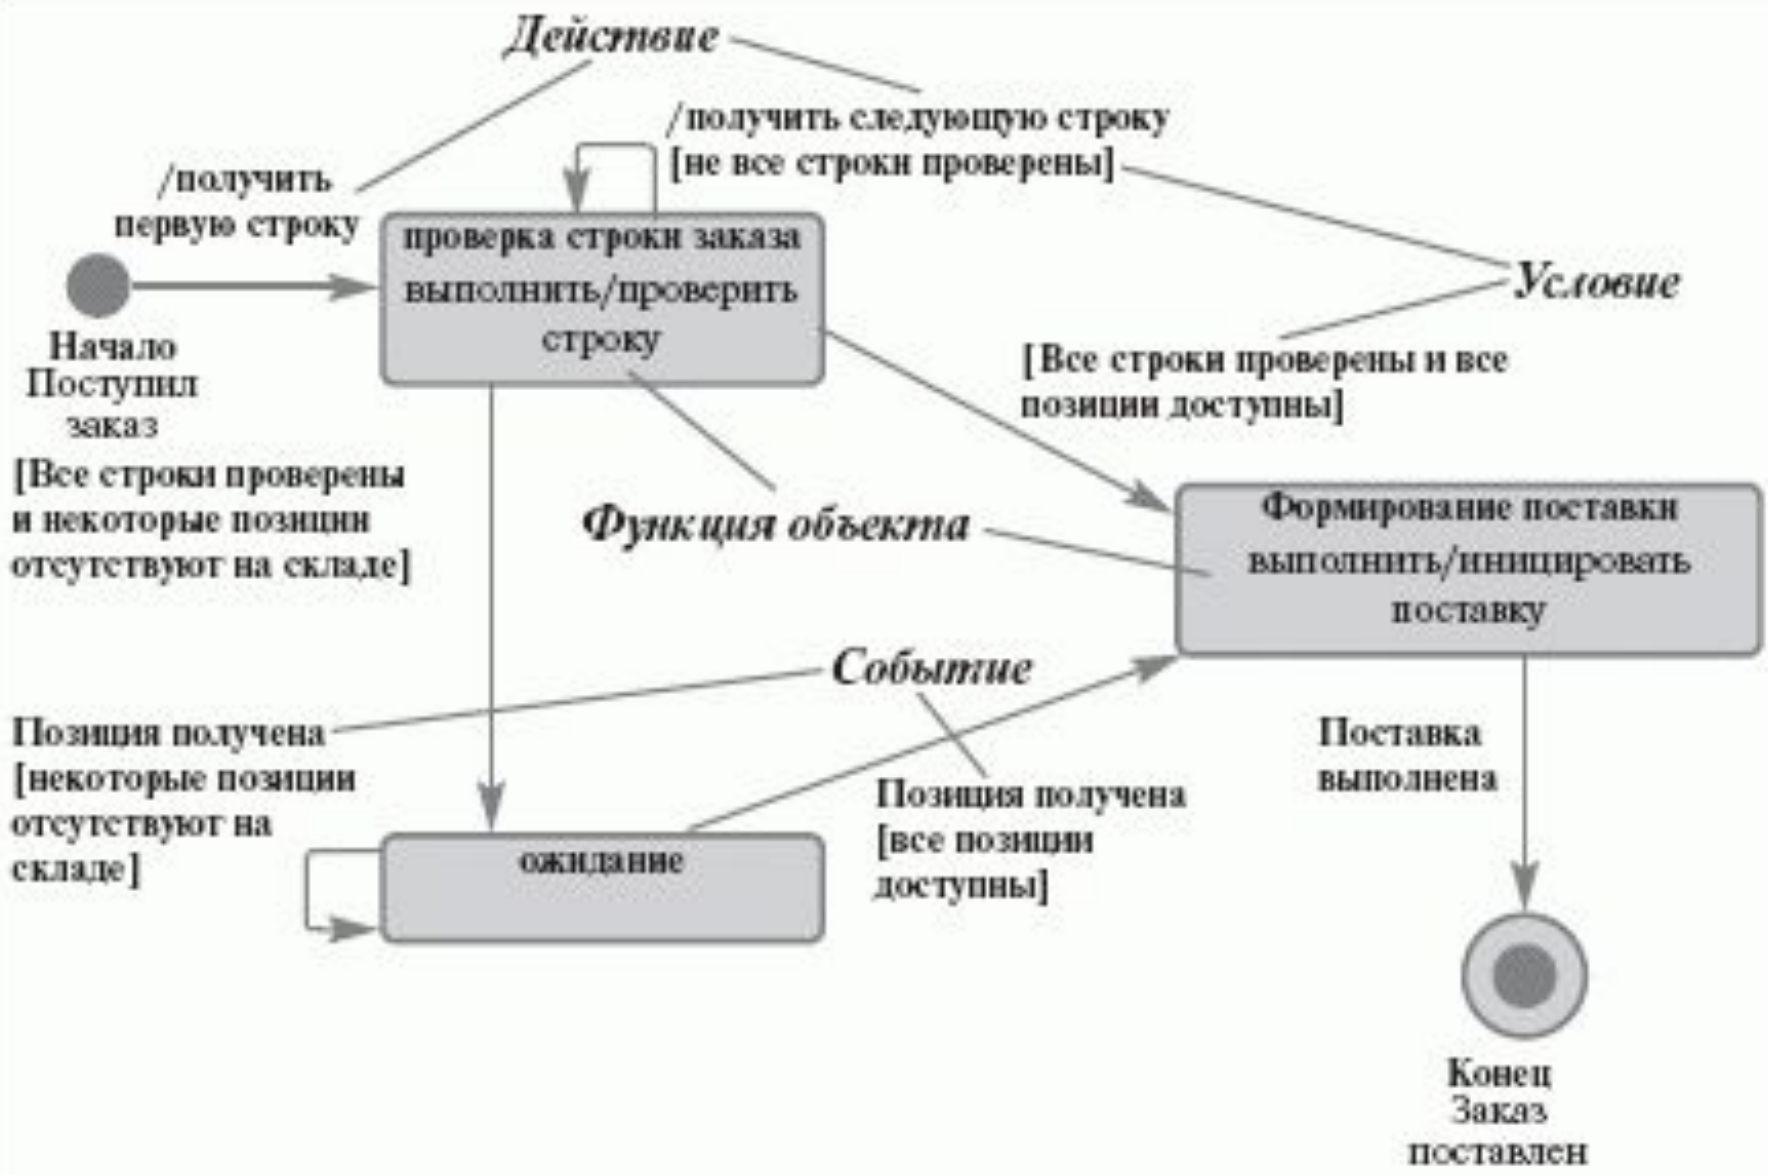 Действие
/получить следующую строку
[не все строки проверены]
/получить
первую строку
проверка строки заказа
выполнить/проверить
строку
Условие
Начало
Поступил
заказ
[Все строки проверены и все
позиции доступны]
[Все строки проверены
и некоторые позиции
отсутствуют на складе]
Функция объекта
Формирование поставки
выполнить/инициировать
поставку
Событие
Позиция получена
[некоторые позиции
отсутствуют на
складе]
Позиция получена
[все позиции
доступны]
Поставка
выполнена
ожидание
Конец
Заказ
поставлен